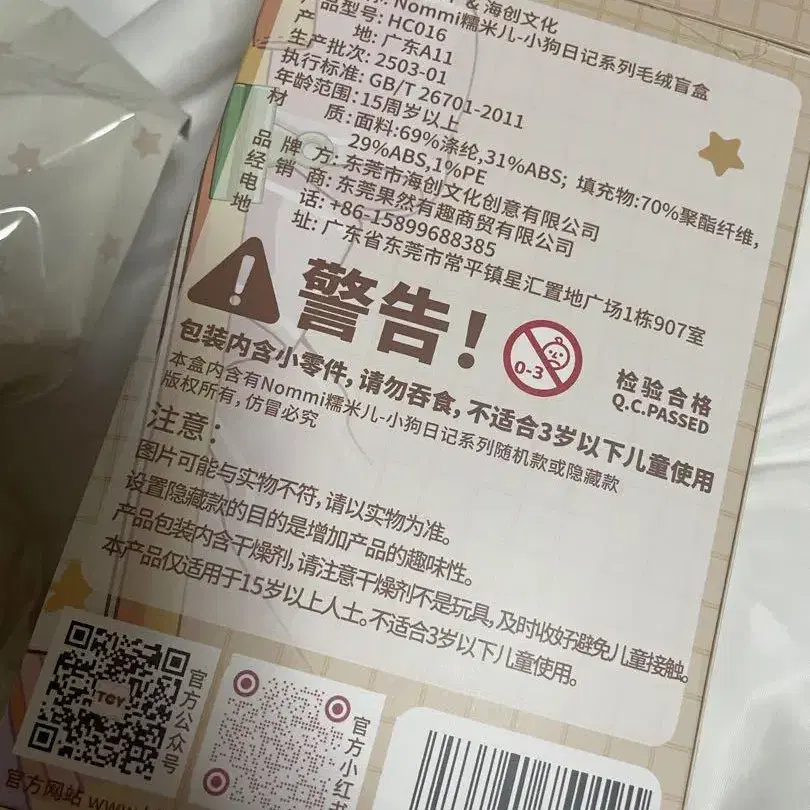 & 海创文化
Nommi糯米儿-小狗日记系列毛绒盲盒
产品型号: HC016
产 地: 广东A11
生产批次: 2503-01
执行标准: GB/T 26701-2011
年龄范围: 15周岁以上
材 质: 面料:69%涤纶,31%ABS; 填充物:70%聚酯纤维,
29%ABS,1%PE
品 牌 方: 东莞市海创文化创意有限公司
经 销 商: 东莞果然有趣商贸有限公司
电 话: +86-15899688385
地 址: 广东省东莞市常平镇星汇置地广场1栋907室
警告!
0-3
检验合格
Q.C.PASSED
包装内含小零件, 请勿吞食, 不适合3岁以下儿童使用
本盒内含有Nommi糯米儿-小狗日记系列随机款或隐藏款
版权所有, 仿冒必究
注意:
图片可能与实物不符, 请以实物为准。
设置隐藏款的目的是增加产品的趣味性。
产品包装内含干燥剂, 请注意干燥剂不是玩具, 及时收好避免儿童接触。
本产品仅适用于15岁以上人士。不适合3岁以下儿童使用。
TCY
官方公众号
官方小红书
官方网站 www